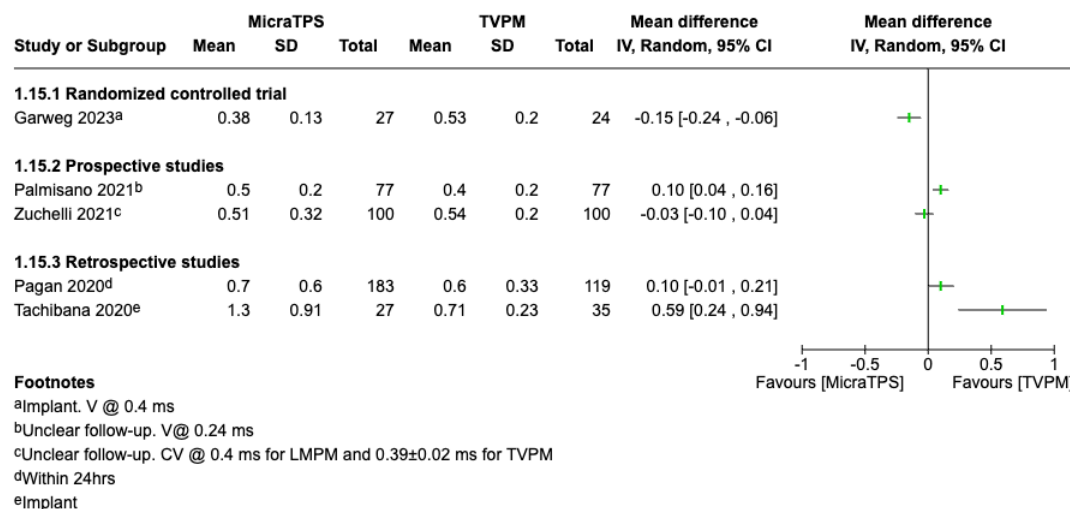 MicraTPS TVPM Mean difference Mean difference
Study or Subgroup Mean SD Total Mean SD Total IV, Random, 95% CI IV, Random, 95% CI
1.15.1 Randomized controlled trial
Garweg 2023a 0.38 0.13 27 0.53 0.2 24 -0.15 [-0.24 , -0.06]
1.15.2 Prospective studies
Palmisano 2021b 0.5 0.2 77 0.4 0.2 77 0.10 [0.04 , 0.16]
Zuchelli 2021c 0.51 0.32 100 0.54 0.2 100 -0.03 [-0.10 , 0.04]
1.15.3 Retrospective studies
Pagan 2020d 0.7 0.6 183 0.6 0.33 119 0.10 [-0.01 , 0.21]
Tachibana 2020e 1.3 0.91 27 0.71 0.23 35 0.59 [0.24 , 0.94]
-1 -0.5 0 0.5 1
Favours [MicraTPS] Favours [TVPM]
Footnotes
aImplant. V @ 0.4 ms
bUnclear follow-up. V@ 0.24 ms
cUnclear follow-up. CV @ 0.4 ms for LMPM and 0.39±0.02 ms for TVPM
dWithin 24hrs
eImplant